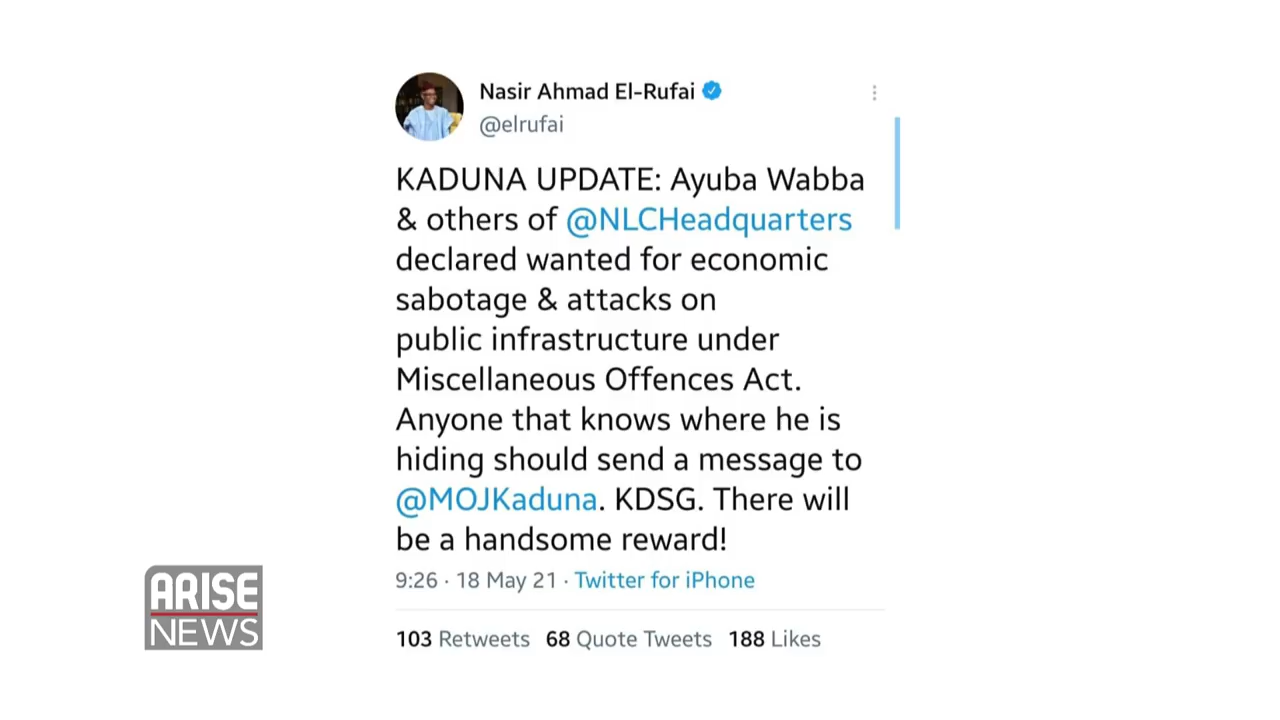 Nasir Ahmad El-Rufai
@elrufai
KADUNA UPDATE: Ayuba Wabba
& others of @NLCHeadquarters
declared wanted for economic
sabotage & attacks on
public infrastructure under
Miscellaneous Offences Act.
Anyone that knows where he is
hiding should send a message to
@MOJKaduna. KDSG. There will
be a handsome reward!
9:26 · 18 May 21 · Twitter for iPhone
103 Retweets 68 Quote Tweets 188 Likes
ARISE
NEWS